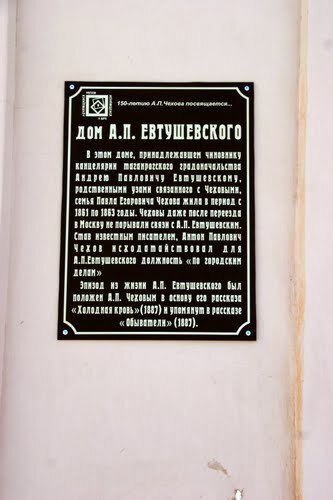 150-летию А.П.Чехова посвящается...
ДОМ А.П. ЕВТУШЕВСКОГО
В этом доме, принадлежавшем чиновнику
канцелярии таганрогского градоначальства
Андрею Павловичу Евтушевскому,
родственными узами связанного с Чеховыми,
семья Павла Егоровича Чехова жила в период с
1861 по 1863 годы. Чеховы даже после переезда
в Москву не порывали связи с А.П. Евтушевским.
Став известным писателем, Антон Павлович
Чехов исходатайствовал для
А.П.Евтушевского должность «по городским
делам»
Эпизод из жизни А.П. Евтушевского был
положен А.П. Чеховым в основу его рассказа
«Холодная кровь» (1887) и упомянут в рассказе
«Обыватели» (1887).